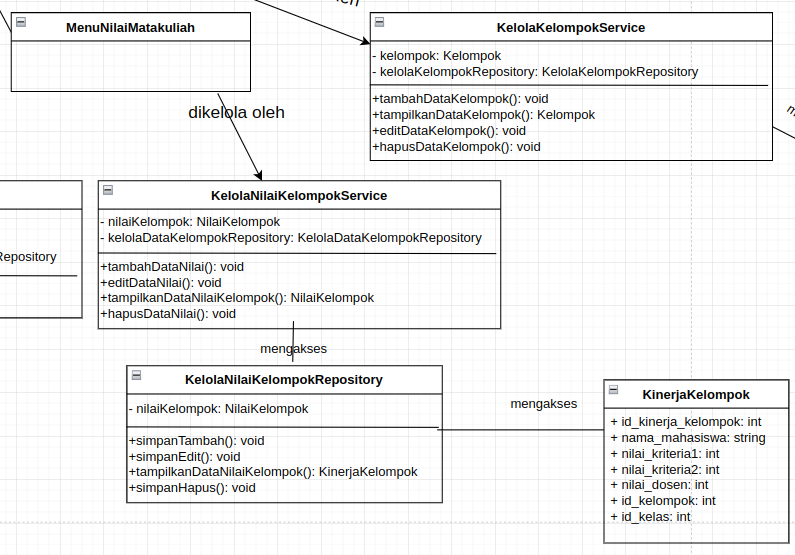 MenuNilaiMatakuliah
dikelola oleh
KelolaKelompokService
- kelompok: Kelompok
- kelolaKelompokRepository: KelolaKelompokRepository
+tambahDataKelompok(): void
+tampilkanDataKelompok(): Kelompok
+editDataKelompok(): void
+hapusDataKelompok(): void
KelolaNilaiKelompokService
- nilaiKelompok: NilaiKelompok
- kelolaDataKelompokRepository: KelolaDataKelompokRepository
+tambahDataNilai(): void
+editDataNilai(): void
+tampilkanDataNilaiKelompok(): NilaiKelompok
+hapusDataNilai(): void
Repository
mengakses
KelolaNilaiKelompokRepository
- nilaiKelompok: NilaiKelompok
+simpanTambah(): void
+simpanEdit(): void
+tampilkanDataNilaiKelompok(): KinerjaKelompok
+simpanHapus(): void
mengakses
KinerjaKelompok
+ id_kinerja_kelompok: int
+ nama_mahasiswa: string
+ nilai_kriteria1: int
+ nilai_kriteria2: int
+ nilai_dosen: int
+ id_kelompok: int
+ id_kelas: int